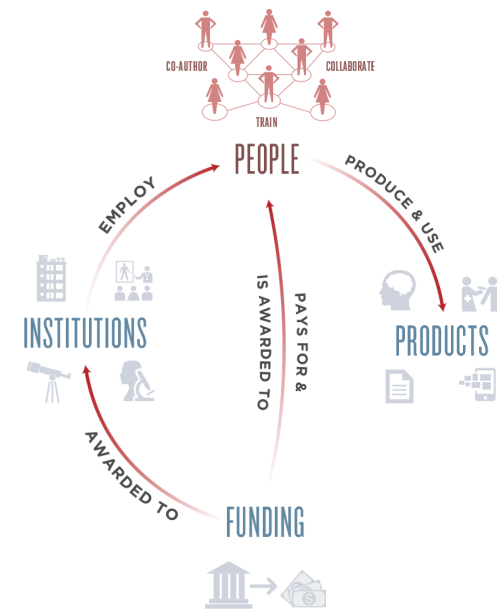 CO-AUTHOR
COLLABORATE
TRAIN
PEOPLE
EMPLOY
PRODUCE & USE
INSTITUTIONS
PAYS FOR &
IS AWARDED TO
PRODUCTS
AWARDED TO
FUNDING
$